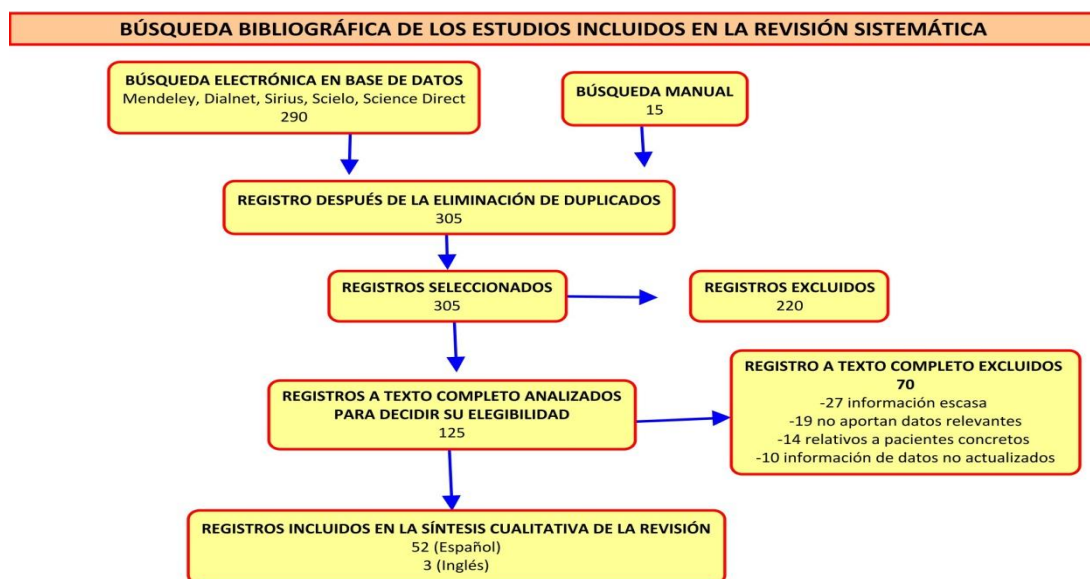 BÚSQUEDA BIBLIOGRÁFICA DE LOS ESTUDIOS INCLUIDOS EN LA REVISIÓN SISTEMÁTICA
BÚSQUEDA ELECTRÓNICA EN BASE DE DATOS
Mendeley, Dialnet, Sirius, Scielo, Science Direct
290
BÚSQUEDA MANUAL
15
REGISTRO DESPUÉS DE LA ELIMINACIÓN DE DUPLICADOS
305
REGISTROS SELECCIONADOS
305
REGISTROS EXCLUIDOS
220
REGISTROS A TEXTO COMPLETO ANALIZADOS
PARA DECIDIR SU ELEGIBILIDAD
125
REGISTRO A TEXTO COMPLETO EXCLUIDOS
70
-27 información escasa
-19 no aportan datos relevantes
-14 relativos a pacientes concretos
-10 información de datos no actualizados
REGISTROS INCLUIDOS EN LA SÍNTESIS CUALITATIVA DE LA REVISIÓN
52 (Español)
3 (Inglés)